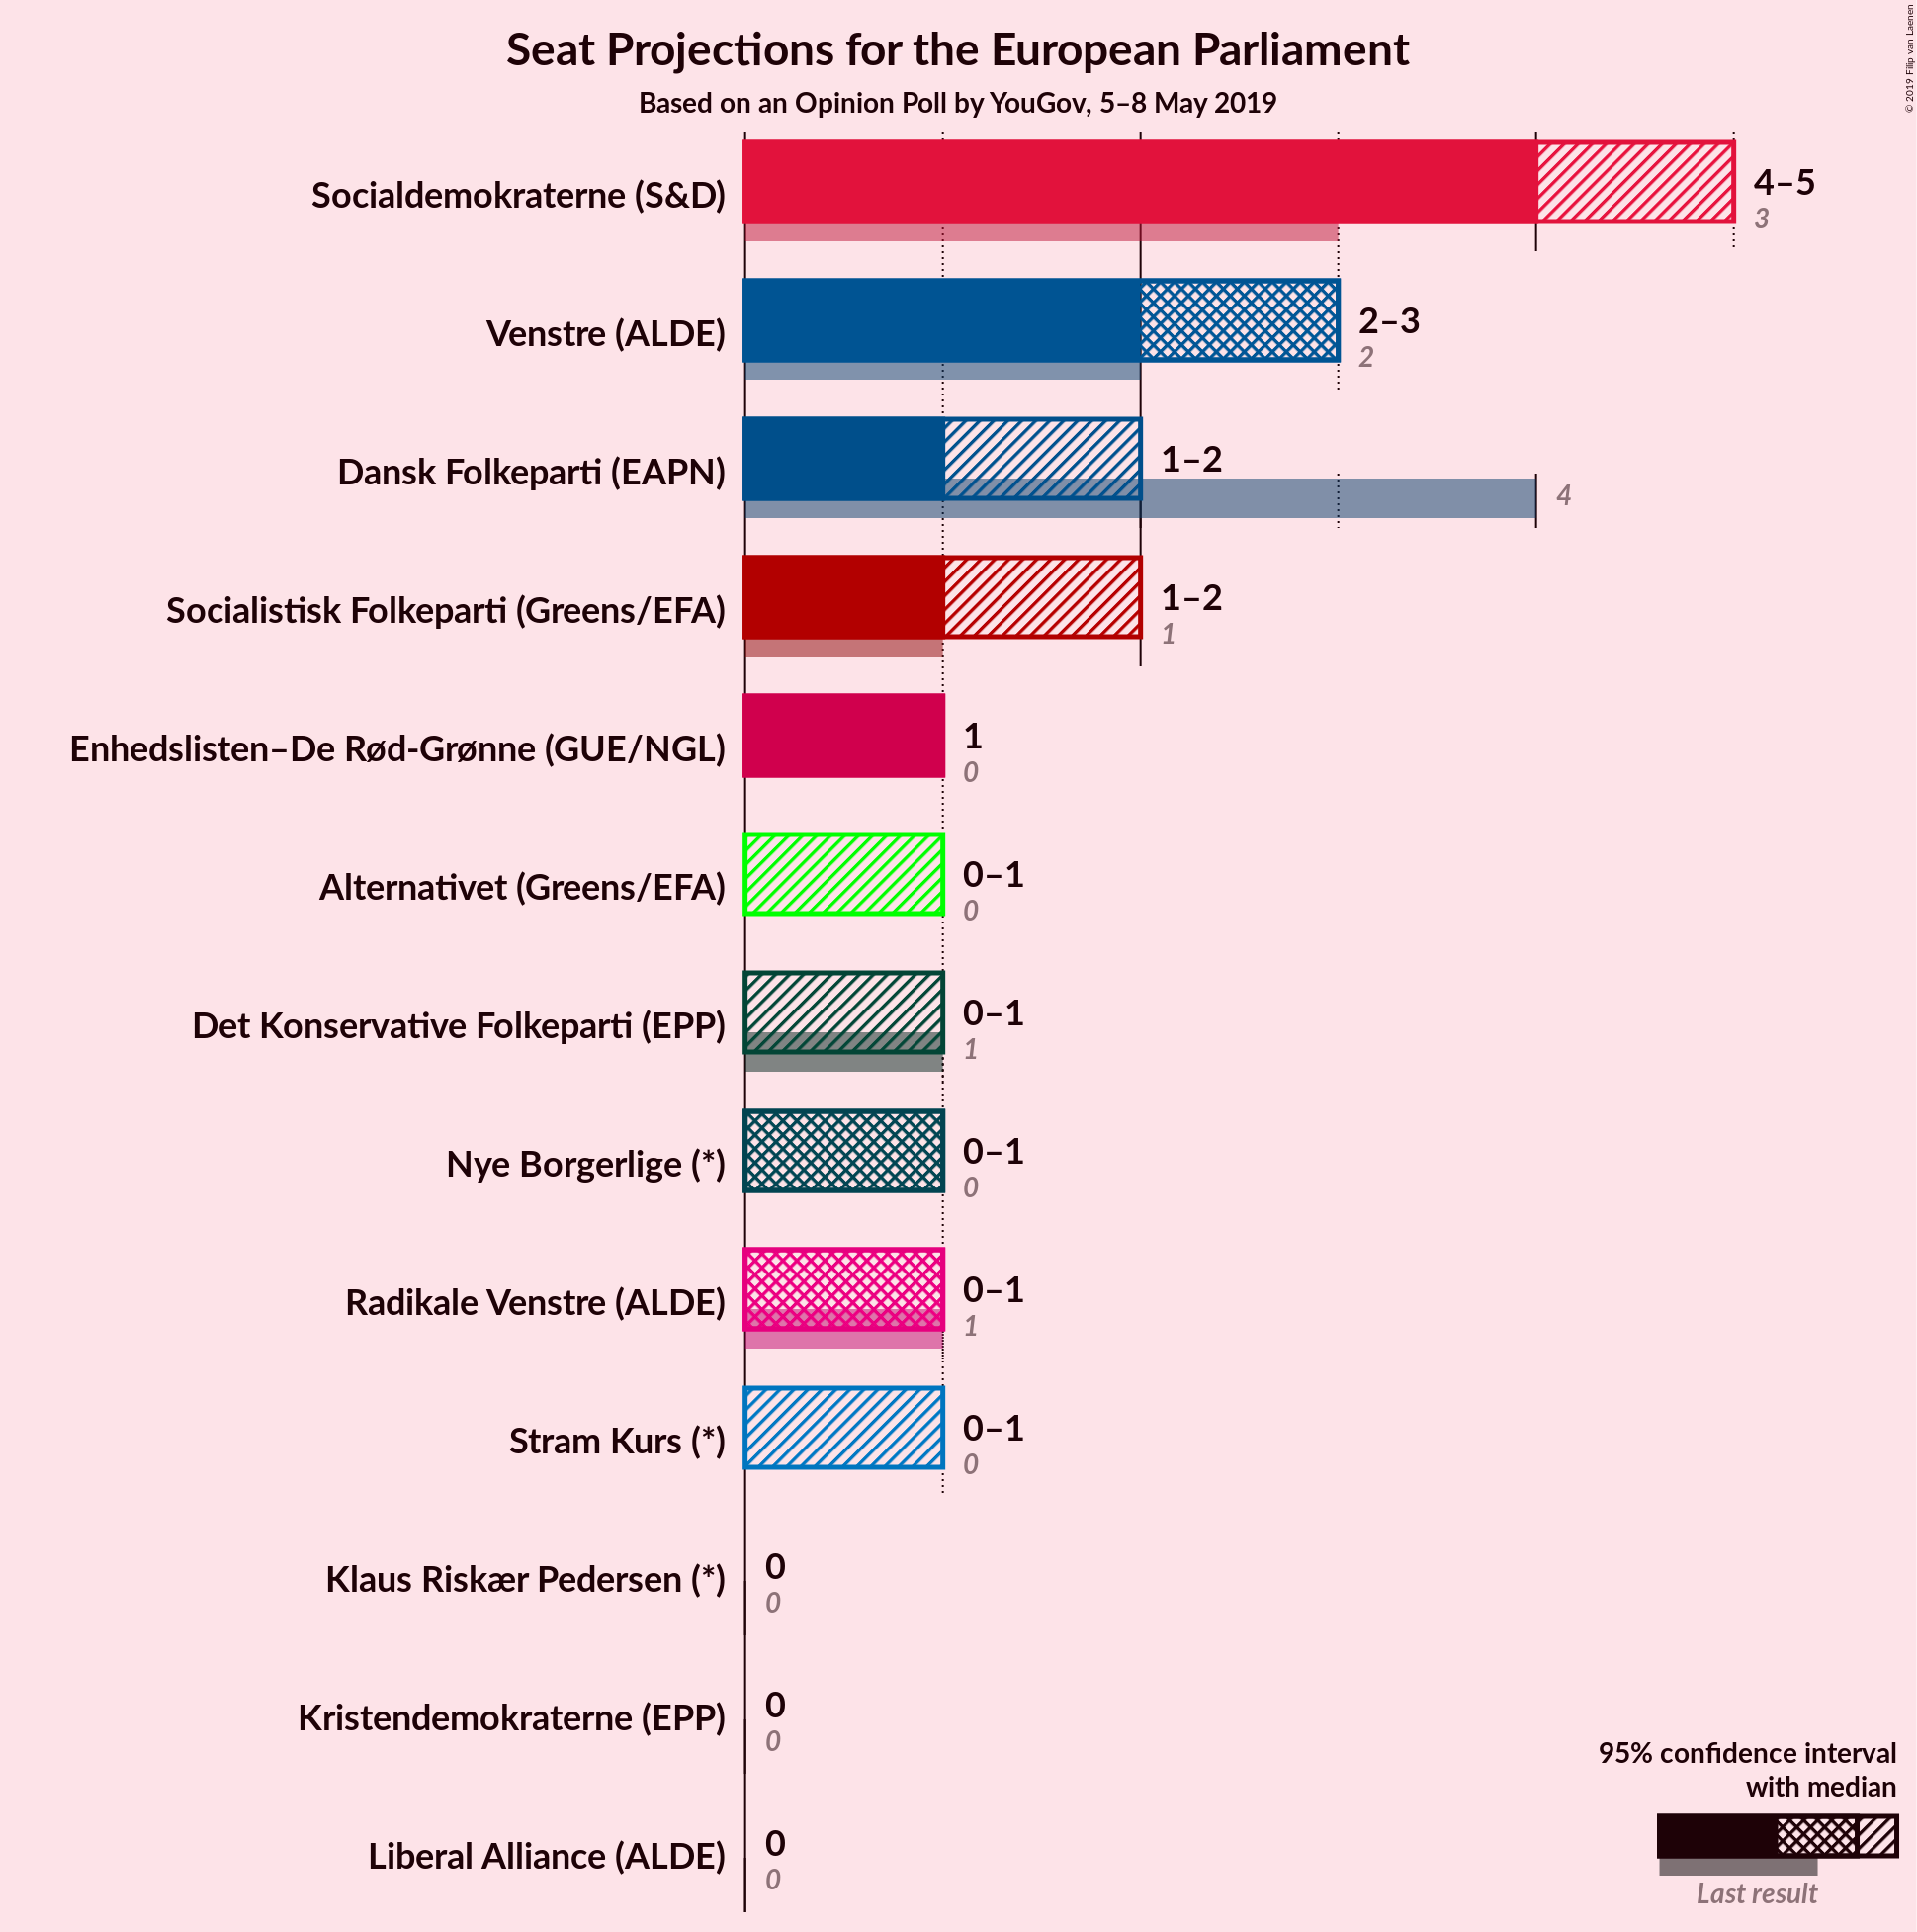 Seat Projections for the European Parliament
Based on an Opinion Poll by YouGov, 5–8 May 2019
© 2019 Filip van Laenen
Socialdemokraterne (S&D)
4–5
3
Venstre (ALDE)
2–3
2
Dansk Folkeparti (EAPN)
1–2
4
Socialistisk Folkeparti (Greens/EFA)
1–2
1
Enhedslisten–De Rød-Grønne (GUE/NGL)
1
0
Alternativet (Greens/EFA)
0–1
0
Det Konservative Folkeparti (EPP)
0–1
1
Nye Borgerlige (*)
0–1
0
Radikale Venstre (ALDE)
0–1
1
Stram Kurs (*)
0–1
0
Klaus Riskær Pedersen (*)
0
0
Kristendemokraterne (EPP)
0
0
Liberal Alliance (ALDE)
0
0
95% confidence interval
with median
Last result